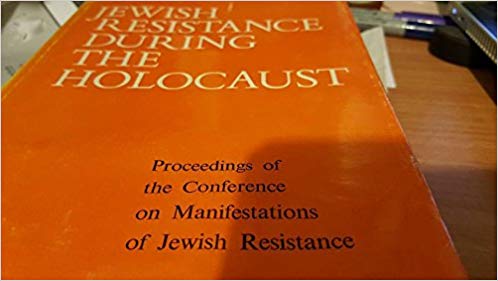 JEWISH
RESISTANCE
DURING
THE
HOLOCAUST
Proceedings of
the Conference
on Manifestations
of Jewish Resistance